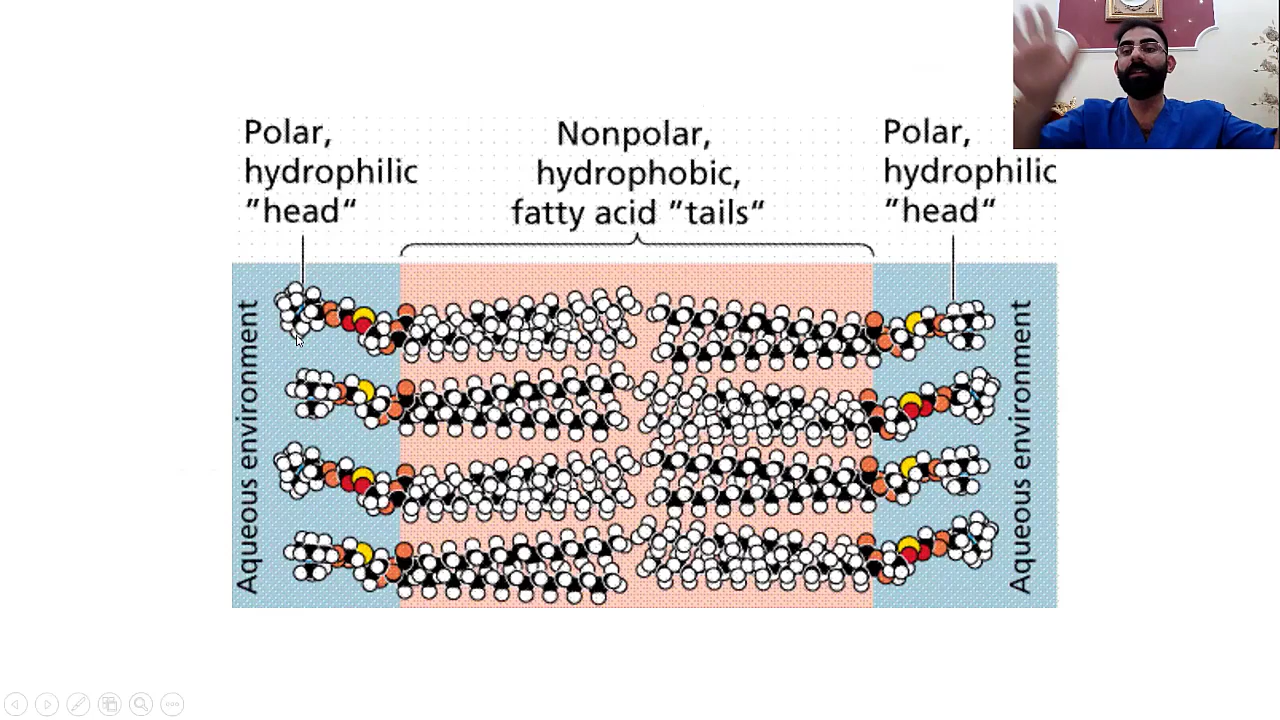 Polar,
hydrophilic
”head“
Nonpolar,
hydrophobic,
fatty acid ”tails“
Polar,
hydrophilic
”head“
Aqueous environment
Aqueous environment